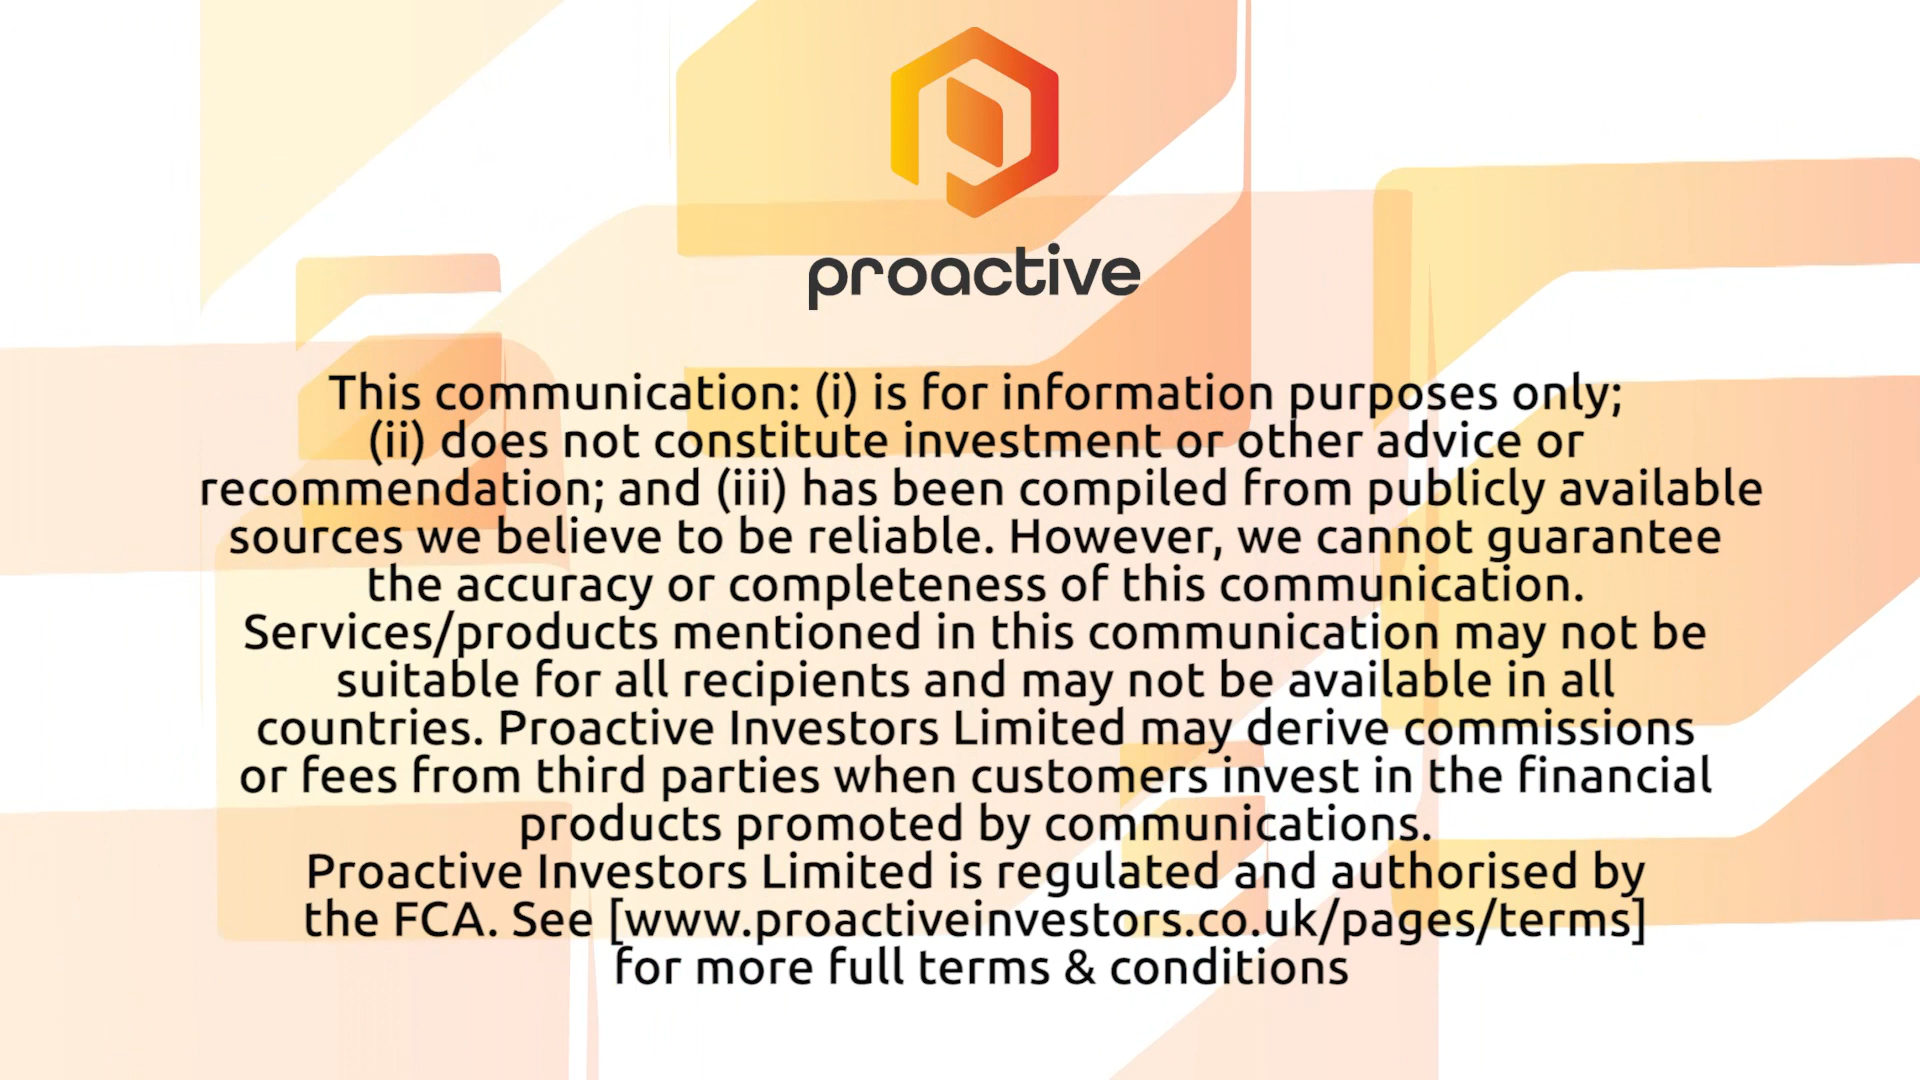 proactive
This communication: (i) is for information purposes only;
(ii) does not constitute investment or other advice or
recommendation; and (iii) has been compiled from publicly available
sources we believe to be reliable. However, we cannot guarantee
the accuracy or completeness of this communication.
Services/products mentioned in this communication may not be
suitable for all recipients and may not be available in all
countries. Proactive Investors Limited may derive commissions
or fees from third parties when customers invest in the financial
products promoted by communications.
Proactive Investors Limited is regulated and authorised by
the FCA. See [www.proactiveinvestors.co.uk/pages/terms]
for more full terms & conditions